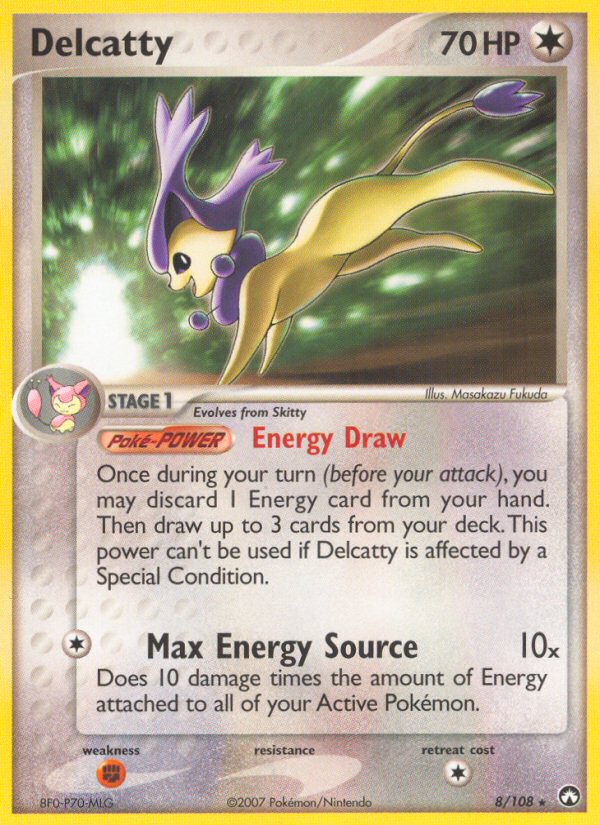 Delcatty 70 HP
Illus. Masakazu Fukuda
STAGE 1
Evolves from Skitty
Poké-POWER Energy Draw
Once during your turn (before your attack), you
may discard 1 Energy card from your hand.
Then draw up to 3 cards from your deck. This
power can't be used if Delcatty is affected by a
Special Condition.
Max Energy Source 10x
Does 10 damage times the amount of Energy
attached to all of your Active Pokémon.
weakness resistance retreat cost
BF0-P70-MLG ©2007 Pokémon/Nintendo 8/108 ★